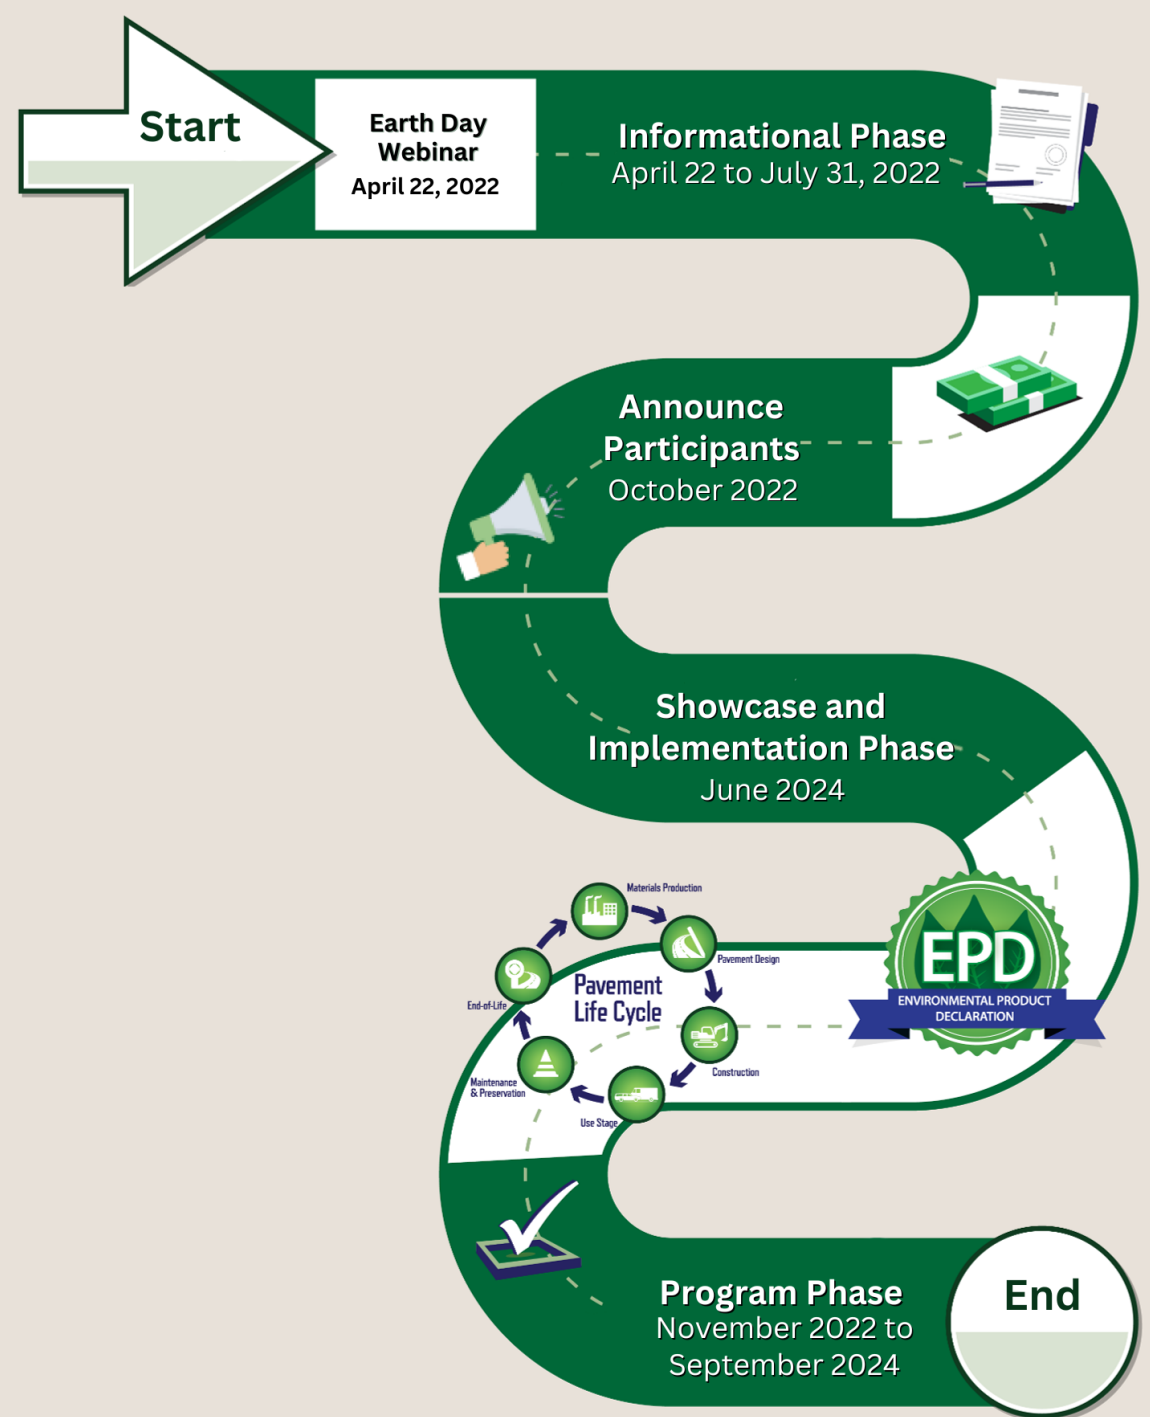 Start
Earth Day
Webinar
April 22, 2022
Informational Phase
April 22 to July 31, 2022
Announce
Participants
October 2022
Showcase and
Implementation Phase
June 2024
EPD
ENVIRONMENTAL PRODUCT
DECLARATION
Materials Production
Pavement Design
Pavement
Life Cycle
End-of-Life
Construction
Maintenance
& Preservation
Use Stage
Program Phase
November 2022 to
September 2024
End